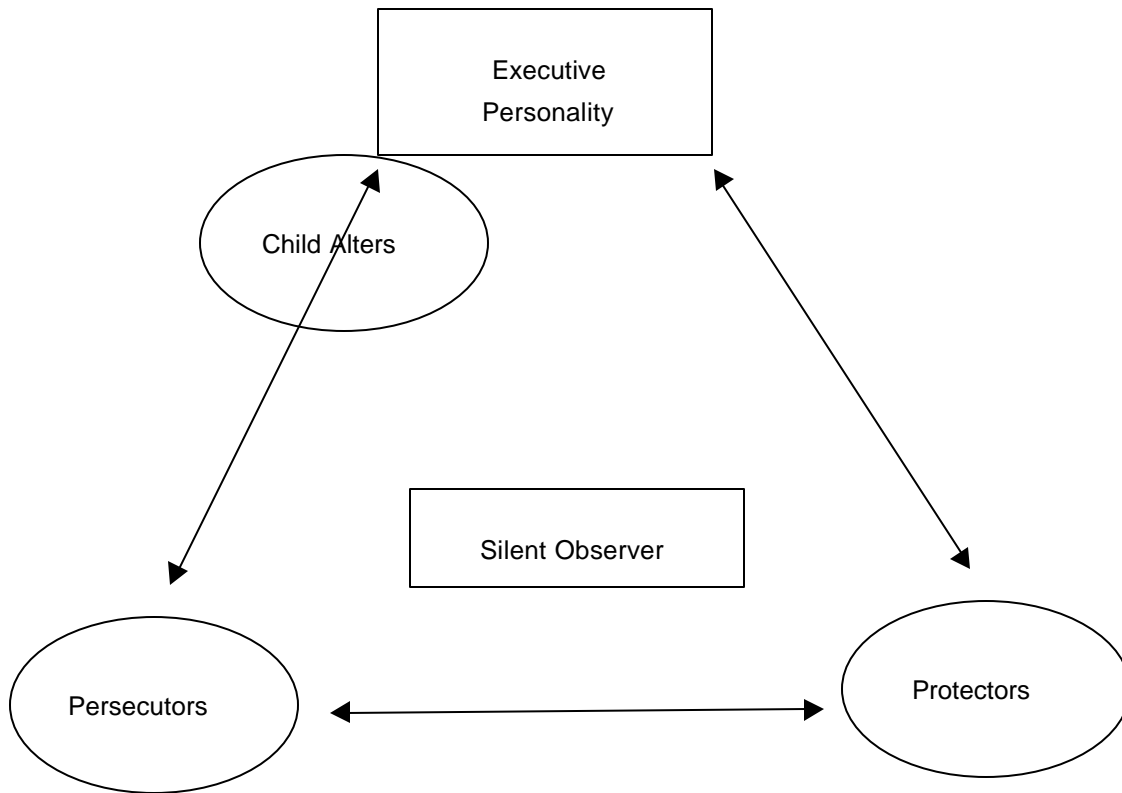 Executive
Personality
Child Alters
Silent Observer
Protectors
Persecutors